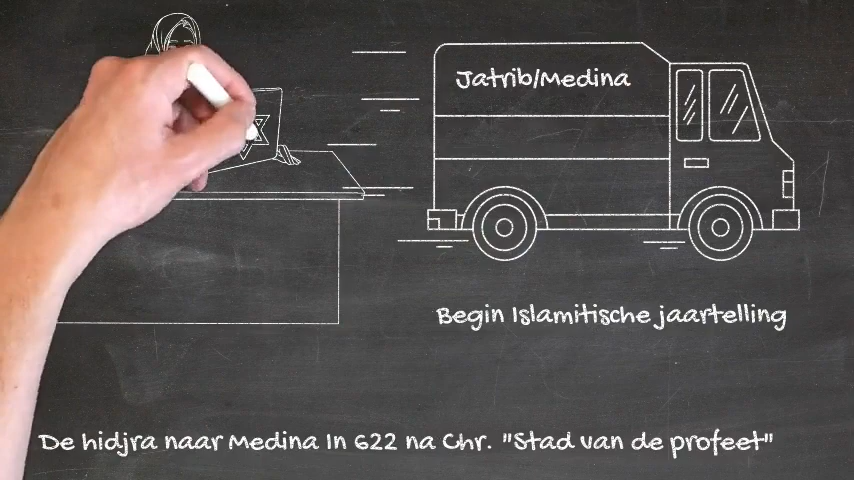 Jatrib/Medina
Begin Islamitische jaartelling
De hidjra naar Medina In 622 na Chr. "Stad van de profeet"